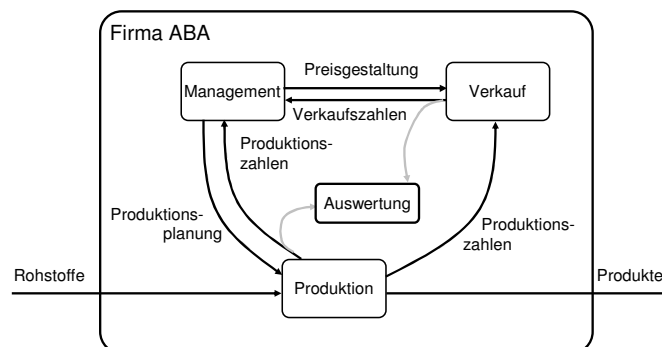 Firma ABA
Preisgestaltung
Management
Verkauf
Verkaufszahlen
Produktions-
zahlen
Auswertung
Produktions-
planung
Produktions-
zahlen
Rohstoffe
Produktion
Produkte